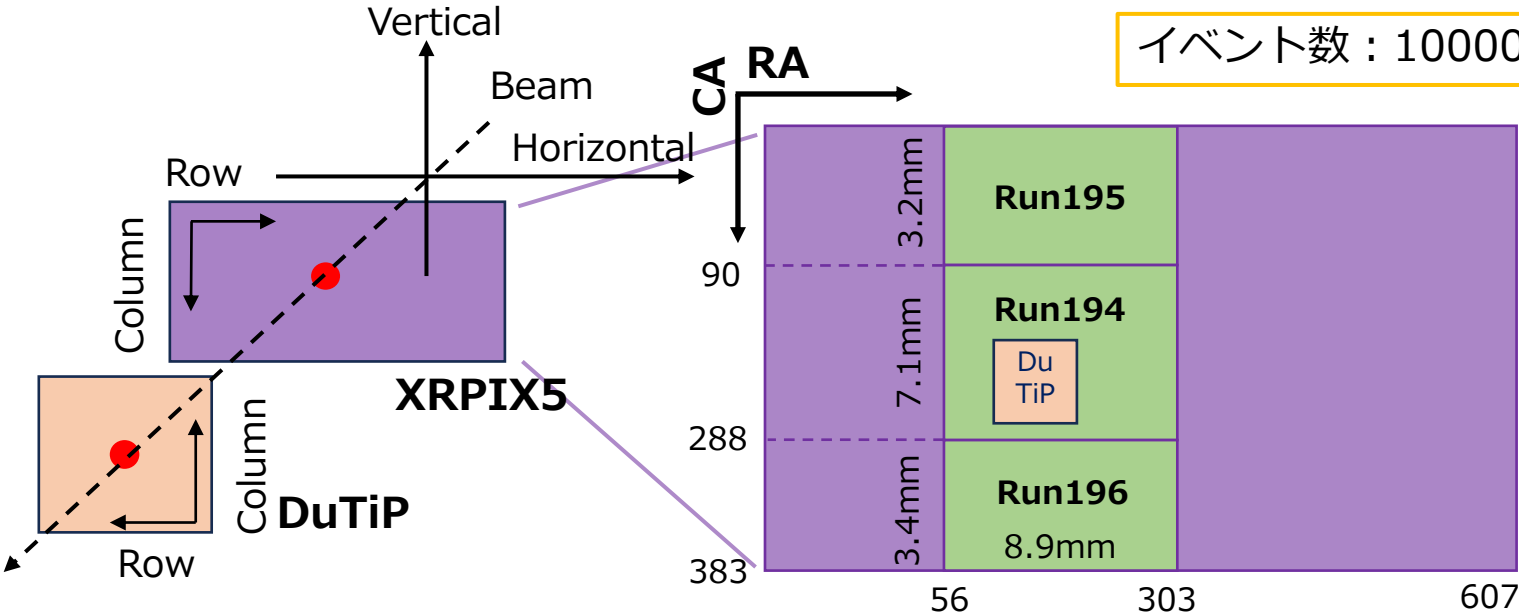 Vertical
Beam
Horizontal
Row
Column
XRPIX5
Column
DuTiP
Row
イベント数：10000
CA
RA
3.2mm
Run195
90
7.1mm
Run194
Du
TiP
288
3.4mm
Run196
8.9mm
383
56
303
607